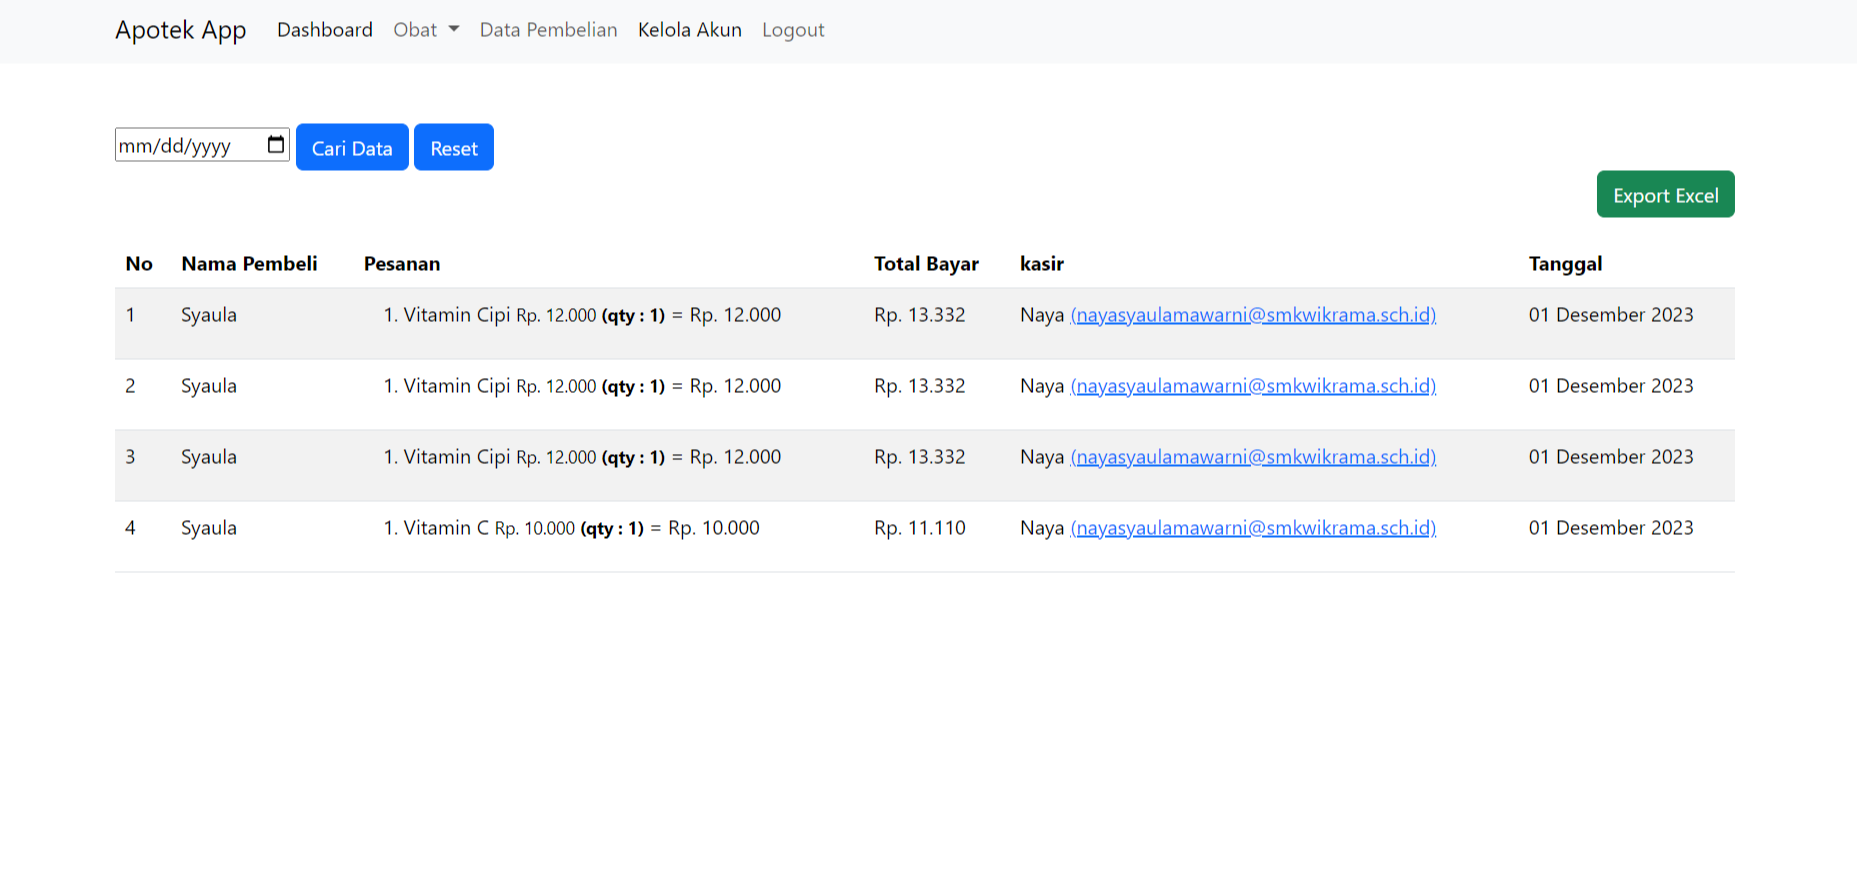 Apotek App Dashboard Obat Data Pembelian Kelola Akun Logout
mm/dd/yyyy Cari Data Reset
Export Excel
No Nama Pembeli Pesanan Total Bayar kasir Tanggal
1 Syaula 1. Vitamin Cipi Rp. 12.000 (qty : 1) = Rp. 12.000 Rp. 13.332 Naya (nayasyaulamawarni@smkwikrama.sch.id) 01 Desember 2023
2 Syaula 1. Vitamin Cipi Rp. 12.000 (qty : 1) = Rp. 12.000 Rp. 13.332 Naya (nayasyaulamawarni@smkwikrama.sch.id) 01 Desember 2023
3 Syaula 1. Vitamin Cipi Rp. 12.000 (qty : 1) = Rp. 12.000 Rp. 13.332 Naya (nayasyaulamawarni@smkwikrama.sch.id) 01 Desember 2023
4 Syaula 1. Vitamin C Rp. 10.000 (qty : 1) = Rp. 10.000 Rp. 11.110 Naya (nayasyaulamawarni@smkwikrama.sch.id) 01 Desember 2023